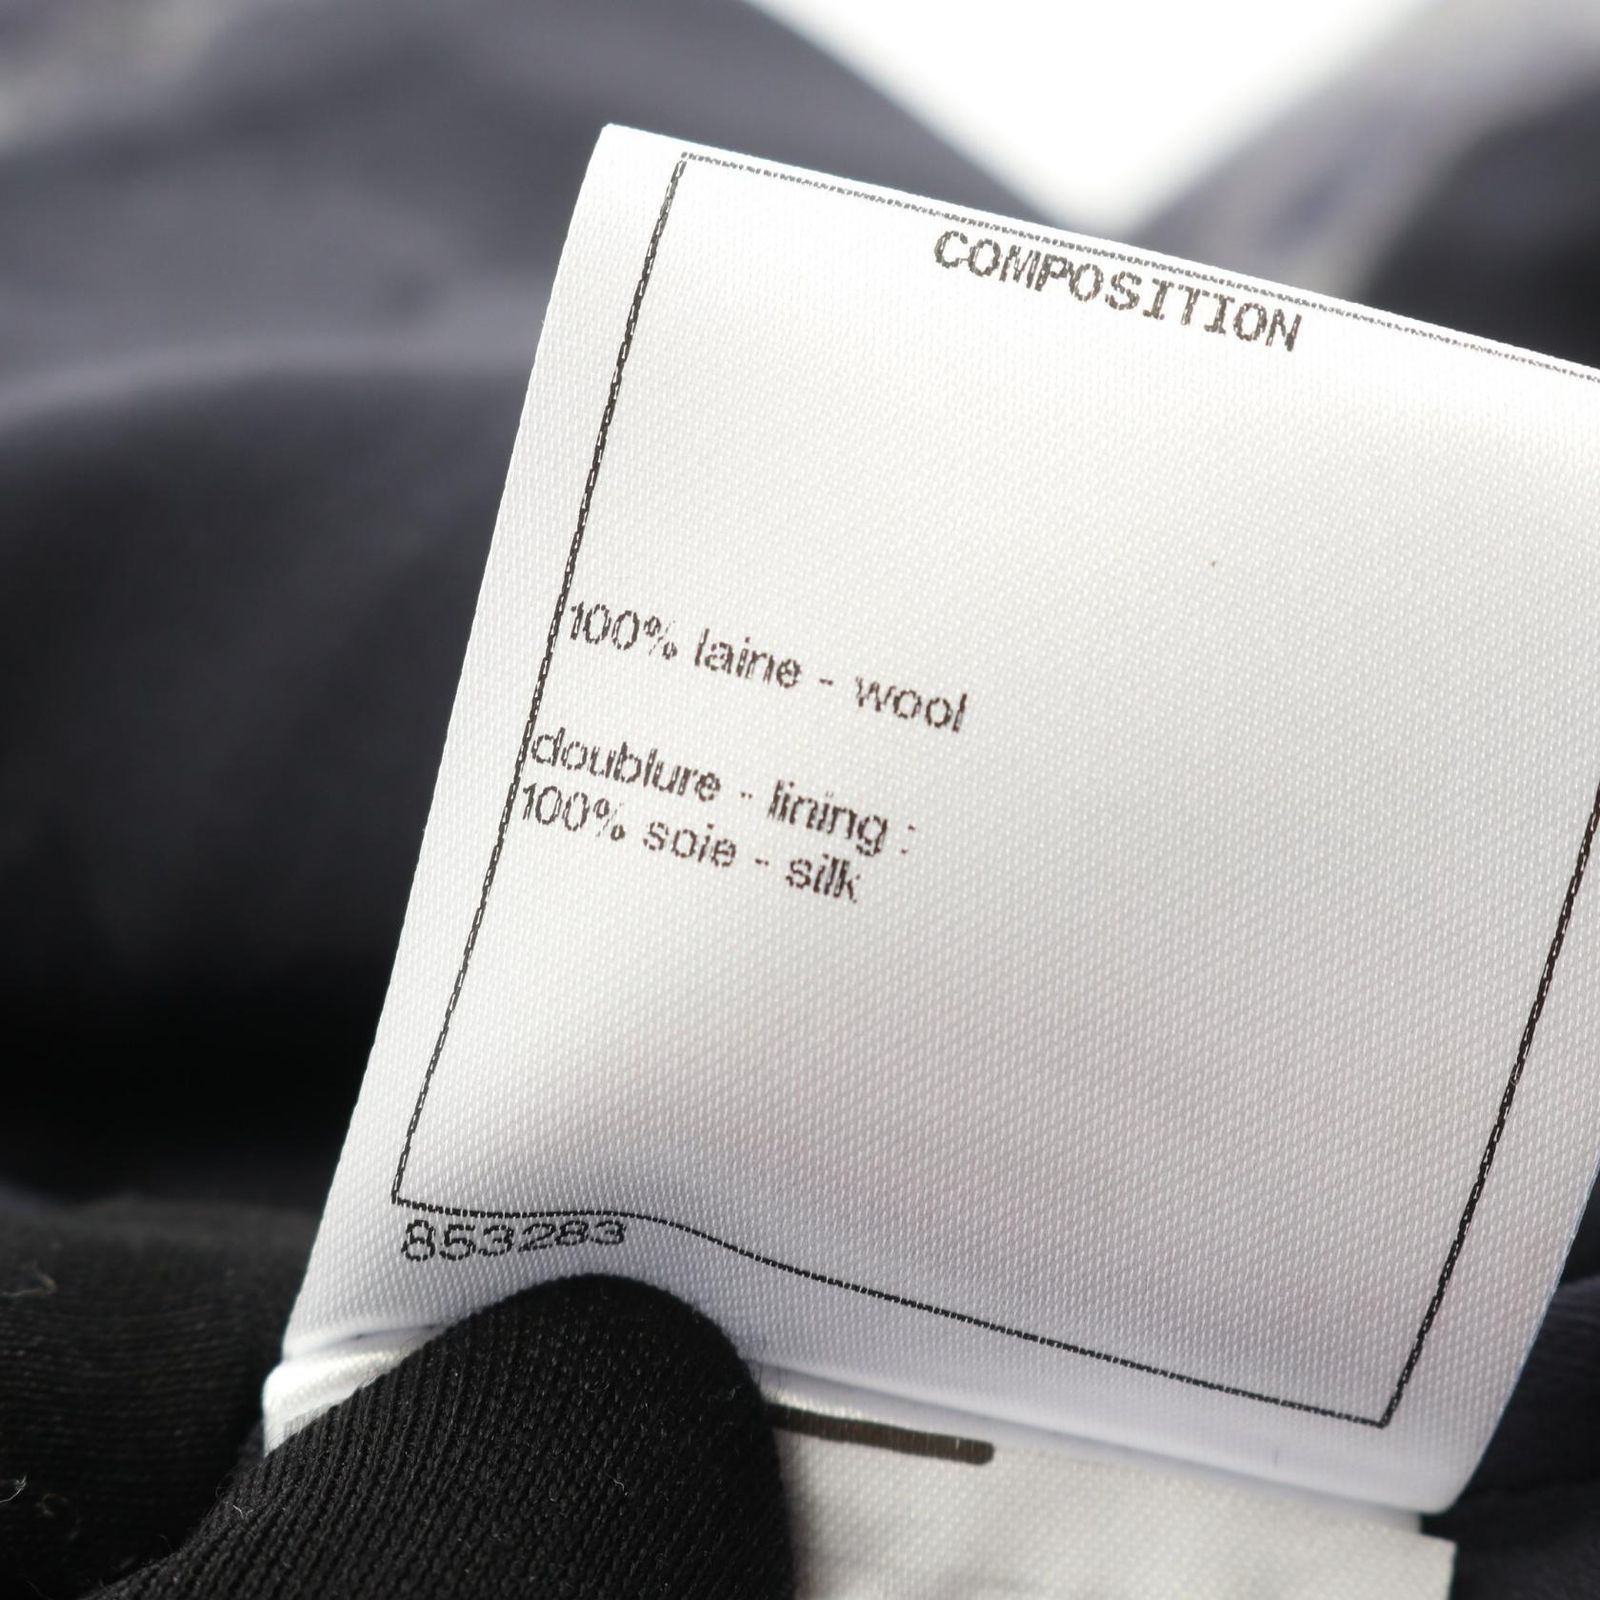 COMPOSITION
100% laine - wool
doublure - lining :
100% soie - silk
853283